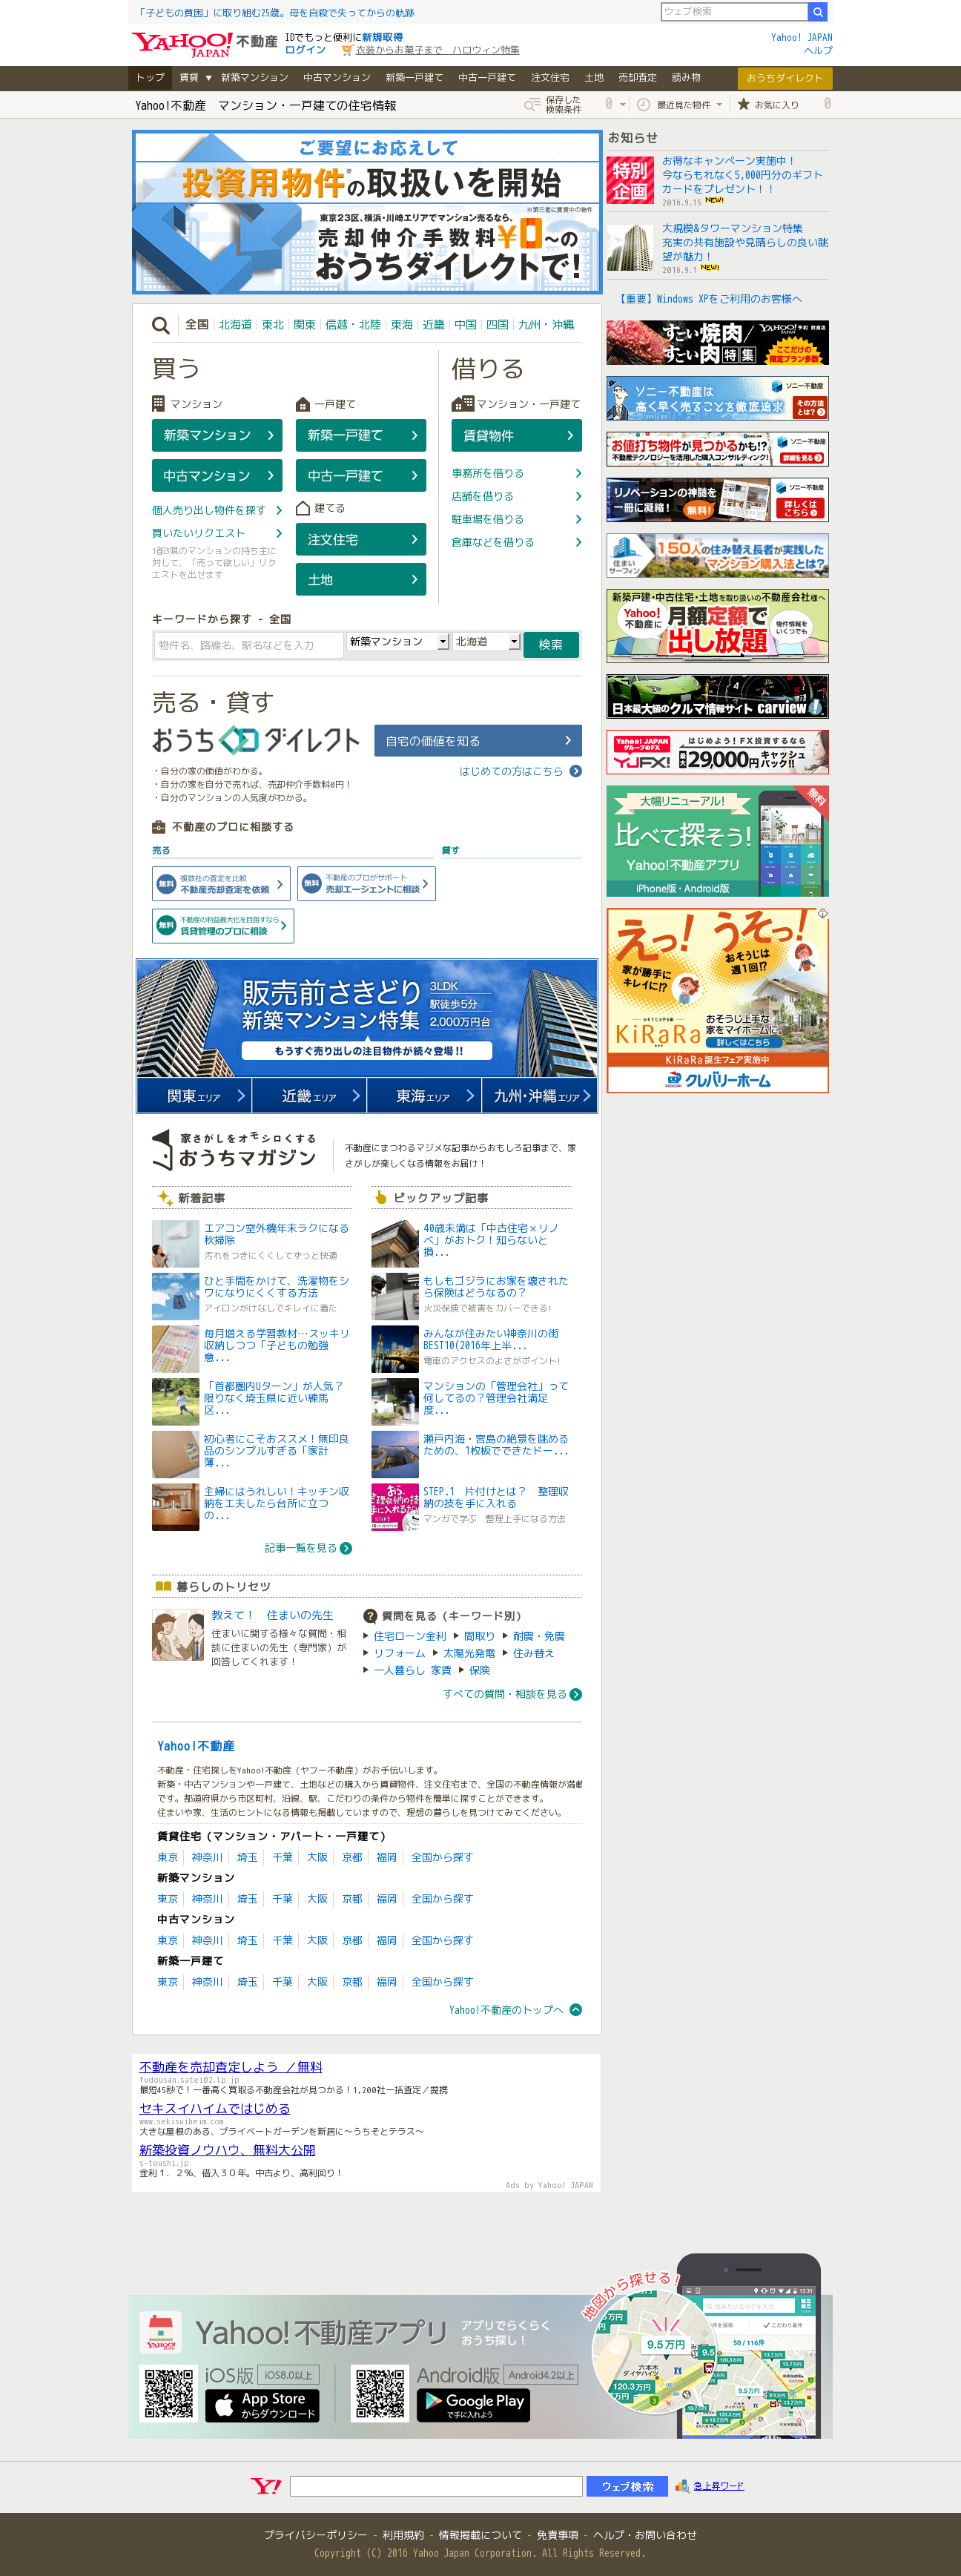 「子どもの貧困」に取り組む25歳。母を自殺で失ってからの軌跡
ウェブ検索
YAHOO! JAPAN 不動産
IDでもっと便利に新規取得
ログイン 衣装からお菓子まで　ハロウィン特集
Yahoo! JAPAN
ヘルプ
トップ 賃貸 ▼ 新築マンション 中古マンション 新築一戸建て 中古一戸建て 注文住宅 土地 売却査定 読み物 おうちダイレクト
Yahoo!不動産　マンション・一戸建ての住宅情報
保存した検索条件 0 最近見た物件 お気に入り 0
ご要望にお応えして
投資用物件※の取扱いを開始
※第三者に賃貸中の物件
東京23区、横浜・川崎エリアでマンション売るなら、
売却仲介手数料¥0〜の
おうちダイレクトで!
全国 北海道 東北 関東 信越・北陸 東海 近畿 中国 四国 九州・沖縄
買う
マンション
新築マンション
中古マンション
個人売り出し物件を探す
買いたいリクエスト
1都3県のマンションの持ち主に
対して、「売って欲しい」リク
エストを出せます
一戸建て
新築一戸建て
中古一戸建て
建てる
注文住宅
土地
借りる
マンション・一戸建て
賃貸物件
事務所を借りる
店舗を借りる
駐車場を借りる
倉庫などを借りる
キーワードから探す - 全国
物件名、路線名、駅名などを入力 新築マンション 北海道 検索
売る・貸す
おうちダイレクト
自宅の価値を知る
・自分の家の価値がわかる。
・自分の家を自分で売れば、売却仲介手数料0円！
・自分のマンションの人気度がわかる。
はじめての方はこちら
不動産のプロに相談する
売る
貸す
無料 複数社の査定を比較
不動産売却査定を依頼
無料 不動産のプロがサポート
売却エージェントに相談
無料 不動産の利益最大化を目指すなら
賃貸管理のプロに相談
販売前さきどり
新築マンション特集
3LDK
駅徒歩5分
2,000万円台
もうすぐ売り出しの注目物件が続々登場!!
関東エリア 近畿エリア 東海エリア 九州・沖縄エリア
家さがしをオモシロくする
おうちマガジン
不動産にまつわるマジメな記事からおもしろ記事まで、家
さがしが楽しくなる情報をお届け！
新着記事
エアコン室外機年末ラクになる
秋掃除
汚れをつきにくくしてずっと快適
ひと手間をかけて、洗濯物をシ
ワになりにくくする方法
アイロンがけなしでキレイに着た
毎月増える学習教材…スッキリ
収納しつつ「子どもの勉強
意...
「首都圏内Uターン」が人気？
限りなく埼玉県に近い練馬
区...
初心者にこそおススメ！無印良
品のシンプルすぎる「家計
簿...
主婦にはうれしい！キッチン収
納を工夫したら台所に立つ
の...
記事一覧を見る
ピックアップ記事
40歳未満は「中古住宅×リノ
ベ」がおトク！知らないと
損...
もしもゴジラにお家を壊された
ら保険はどうなるの？
火災保険で被害をカバーできる!
みんなが住みたい神奈川の街
BEST10(2016年上半...
電車のアクセスのよさがポイント!
マンションの「管理会社」って
何してるの？管理会社満足
度...
瀬戸内海・宮島の絶景を眺める
ための、1枚板でできたドー...
STEP.1　片付けとは？　整理収
納の技を手に入れる
マンガで学ぶ　整理上手になる方法
暮らしのトリセツ
教えて！　住まいの先生
住まいに関する様々な質問・相
談に住まいの先生（専門家）が
回答してくれます！
質問を見る（キーワード別）
住宅ローン金利 間取り 耐震・免震
リフォーム 太陽光発電 住み替え
一人暮らし 家賃 保険
すべての質問・相談を見る
Yahoo!不動産
不動産・住宅探しをYahoo!不動産（ヤフー不動産）がお手伝いします。
新築・中古マンションや一戸建て、土地などの購入から賃貸物件、注文住宅まで、全国の不動産情報が満載
です。都道府県から市区町村、沿線、駅、こだわりの条件から物件を簡単に探すことができます。
住まいや家、生活のヒントになる情報も掲載していますので、理想の暮らしを見つけてみてください。
賃貸住宅（マンション・アパート・一戸建て）
東京 神奈川 埼玉 千葉 大阪 京都 福岡 全国から探す
新築マンション
東京 神奈川 埼玉 千葉 大阪 京都 福岡 全国から探す
中古マンション
東京 神奈川 埼玉 千葉 大阪 京都 福岡 全国から探す
新築一戸建て
東京 神奈川 埼玉 千葉 大阪 京都 福岡 全国から探す
Yahoo!不動産のトップへ
お知らせ
特別企画
お得なキャンペーン実施中！
今ならもれなく5,000円分のギフト
カードをプレゼント！！
2016.9.15 NEW!
大規模&タワーマンション特集
充実の共有施設や見晴らしの良い眺
望が魅力！
2016.9.1 NEW!
【重要】Windows XPをご利用のお客様へ
すごい焼肉/
すごい肉特集
YAHOO!予約 飲食店
ここだけの
限定プラン多数
ソニー不動産は
高く早く売ることを徹底追求
ソニー不動産
その方法とは？
お値打ち物件が見つかるかも!?
不動産テクノロジーを活用した購入コンサルティング!
ソニー不動産
詳細を見る
リノベーションの神髄を
一冊に凝縮！ 無料!
ソニー不動産
詳しくはこちら
住まいサーフィン
150人の住み替え長者が実践した
マンション購入法とは?
新築戸建・中古住宅・土地を取り扱いの不動産会社様へ
Yahoo!不動産に
月額定額で
出し放題
物件情報をいくつでも
日本最大級のクルマ情報サイト carview!
Yahoo! JAPANグループのFX
YJFX!
はじめよう！FX投資するなら
最大29,000円キャッシュバック!!
無料
大幅リニューアル!
比べて探そう!
Yahoo!不動産アプリ
iPhone版・Android版
えっ!
家が勝手にキレイに!?
うそっ!
おそうじは週1回!?
KiRaRa
おそうじ上手な
家をマイホームに。
詳しくはこちら
KiRaRa 誕生フェア実施中
クレバリーホーム
不動産を売却査定しよう ／無料
fudousan.satei02.lp.jp
最短45秒で！一番高く買取る不動産会社が見つかる！1,200社一括査定／提携
セキスイハイムではじめる
www.sekisuiheim.com
大きな屋根のある、プライベートガーデンを新居に〜うちそとテラス〜
新築投資ノウハウ、無料大公開
s-toushi.jp
金利１．２％、借入３０年。中古より、高利回り！
Ads by Yahoo! JAPAN
Yahoo!不動産アプリ
アプリでらくらく
おうち探し！
iOS版 iOS8.0以上
App Store
からダウンロード
Android版 Android4.2以上
Google Play
で手に入れよう
地図から探せる！
9.5万円
六本木
ダイヤハイツ
120.3万円
12:31
住みたいエリアを入力
こだわり条件
50 / 116件
ウェブ検索
急上昇ワード
プライバシーポリシー - 利用規約 - 情報掲載について - 免責事項 - ヘルプ・お問い合わせ
Copyright (C) 2016 Yahoo Japan Corporation. All Rights Reserved.